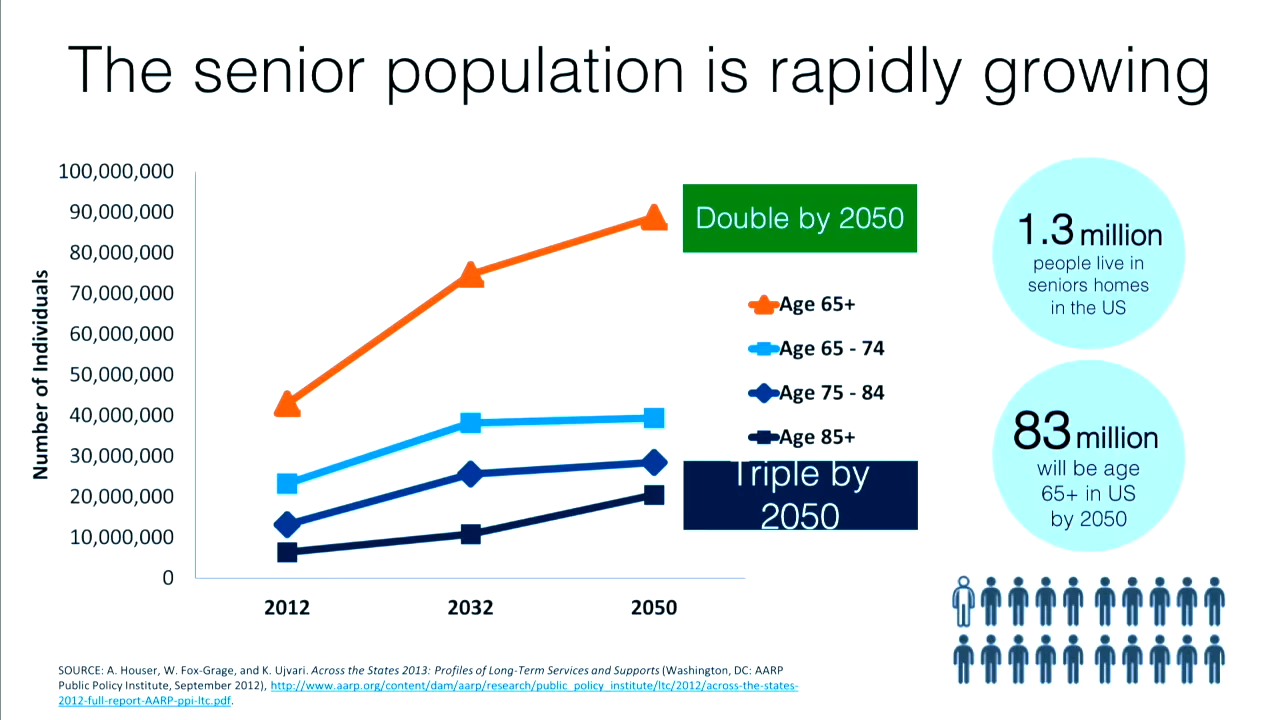 The senior population is rapidly growing
Number of Individuals
100,000,000
90,000,000
80,000,000
70,000,000
60,000,000
50,000,000
40,000,000
30,000,000
20,000,000
10,000,000
0
2012 2032 2050
Double by 2050
Age 65+
Age 65 - 74
Age 75 - 84
Age 85+
Triple by
2050
1.3 million
people live in
seniors homes
in the US
83 million
will be age
65+ in US
by 2050
SOURCE: A. Houser, W. Fox-Grage, and K. Ujvari. Across the States 2013: Profiles of Long-Term Services and Supports (Washington, DC: AARP
Public Policy Institute, September 2012), http://www.aarp.org/content/dam/aarp/research/public_policy_institute/ltc/2012/across-the-states-
2012-full-report-AARP-ppi-ltc.pdf.